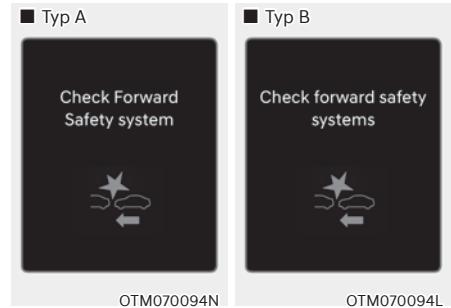 ■ Typ A
Check Forward
Safety system
OTM070094N
■ Typ B
Check forward safety
systems
OTM070094L